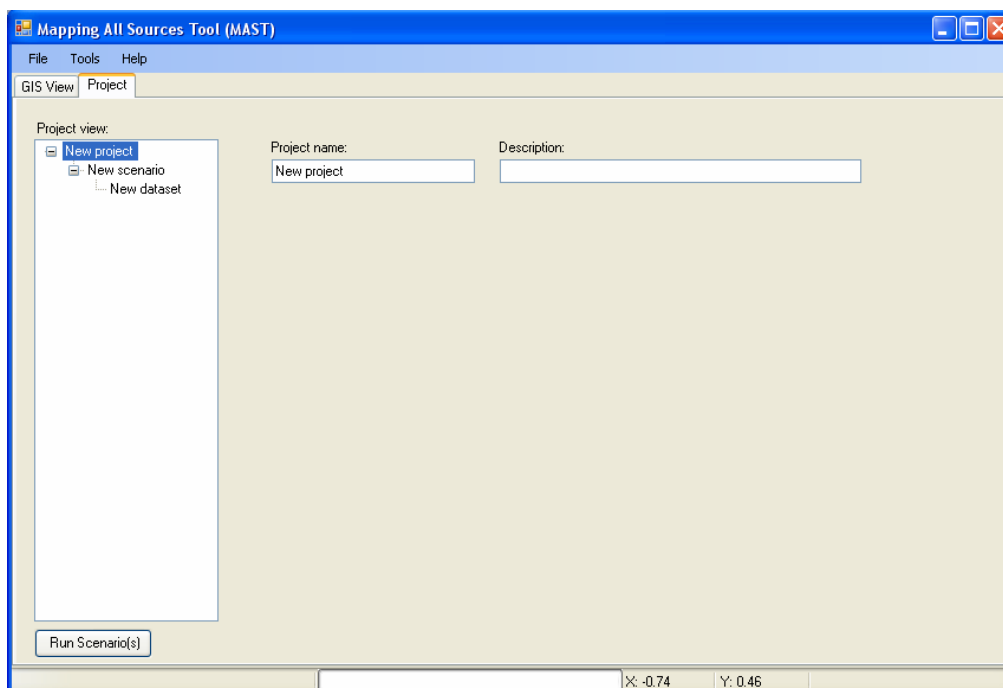 Mapping All Sources Tool (MAST)
File Tools Help
GIS View Project
Project view:
New project
New scenario
New dataset
Project name: Description:
New project
Run Scenario(s)
X: -0.74 Y: 0.46